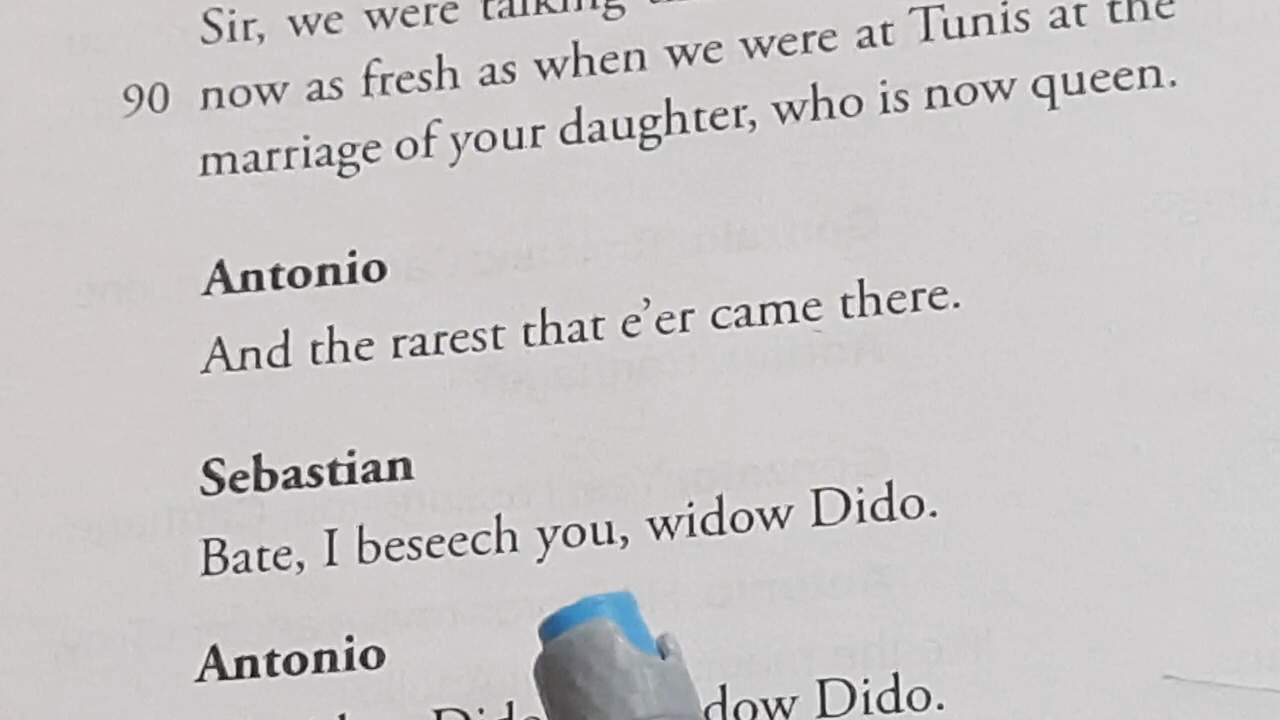 Sir, we were talking
90 now as fresh as when we were at Tunis at the
marriage of your daughter, who is now queen.
Antonio
And the rarest that e'er came there.
Sebastian
Bate, I beseech you, widow Dido.
Antonio
Dido.